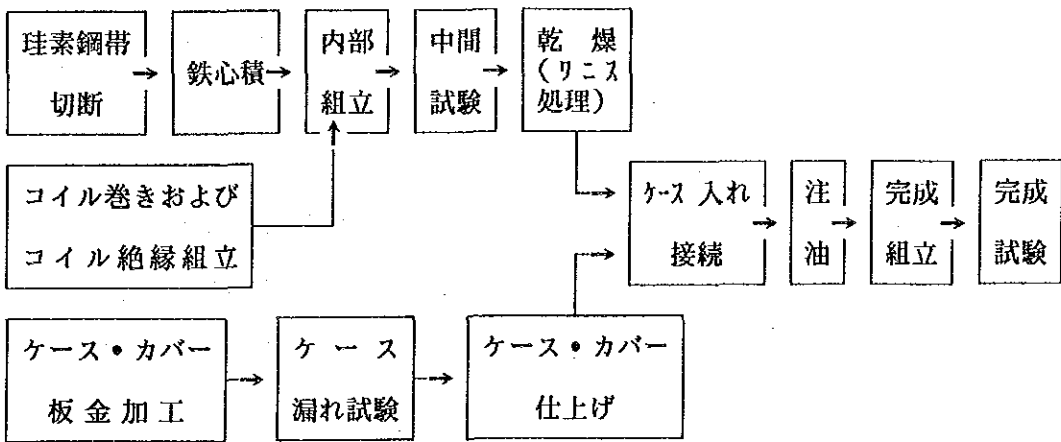 珪素鋼帯
切断
鉄心積
内部
組立
中間
試験
乾燥
(ワニス
処理)
コイル巻きおよび
コイル絶縁組立
ケース入れ
接続
注
油
完成
組立
完成
試験
ケース・カバー
板金加工
ケース
漏れ試験
ケース・カバー
仕上げ